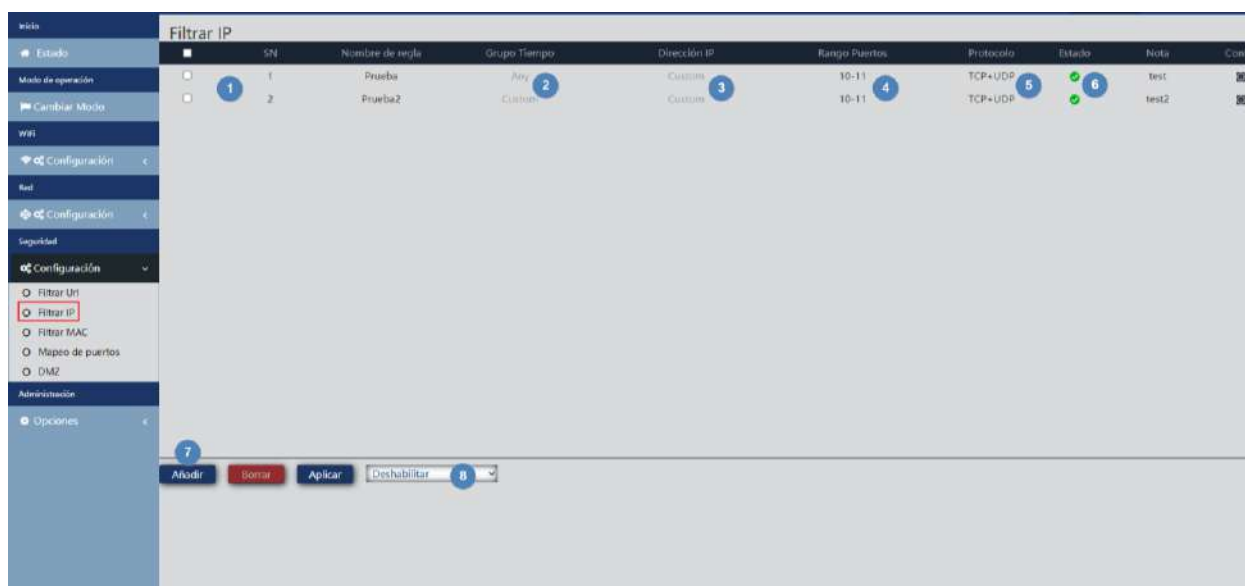 Inicio
Estado
Modo de operación
Cambiar Modo
WiFi
Configuración
Red
Configuración
Seguridad
Configuración
Filtrar Url
Filtrar IP
Filtrar MAC
Mapeo de puertos
DMZ
Administración
Opciones
Filtrar IP
SN Nombre de regla Grupo Tiempo Dirección IP Rango Puertos Protocolo Estado Nota Con
1 1 Prueba Any 2 Custom 3 10-11 4 TCP+UDP 5 6 test
2 Prueba2 Custom Custom 10-11 TCP+UDP test2
7
Añadir Borrar Aplicar Deshabilitar 8